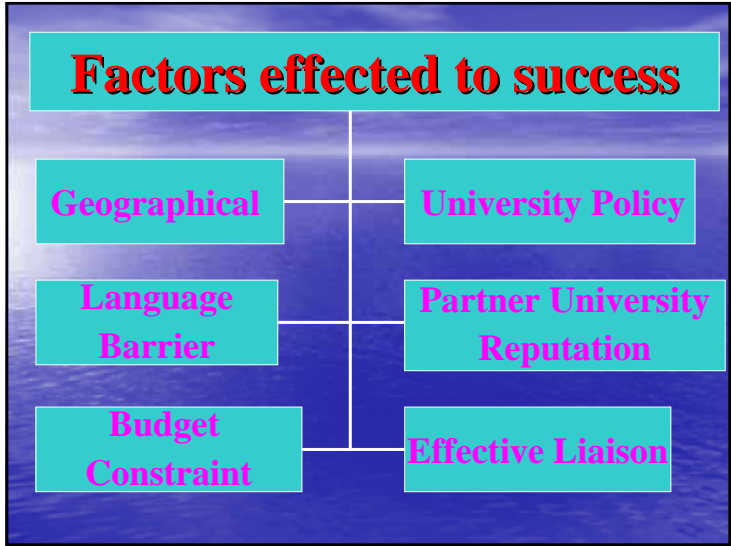 Factors effected to success
Geographical
University Policy
Language
Barrier
Partner University
Reputation
Budget
Constraint
Effective Liaison